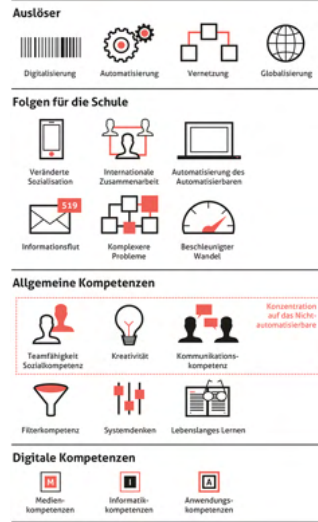 Auslöser
Digitalisierung Automatisierung Vernetzung Globalisierung
Folgen für die Schule
Veränderte Sozialisation
Internationale Zusammenarbeit
Automatisierung des Automatisierbaren
519
Informationsflut
Komplexere Probleme
Beschleunigter Wandel
Allgemeine Kompetenzen
Konzentration
auf das Nicht-
automatisierbare
Teamfähigkeit
Sozialkompetenz
Kreativität
Kommunikations-
kompetenz
Filterkompetenz Systemdenken Lebenslanges Lernen
Digitale Kompetenzen
M I A
Medien-
kompetenzen
Informatik-
kompetenzen
Anwendungs-
kompetenzen